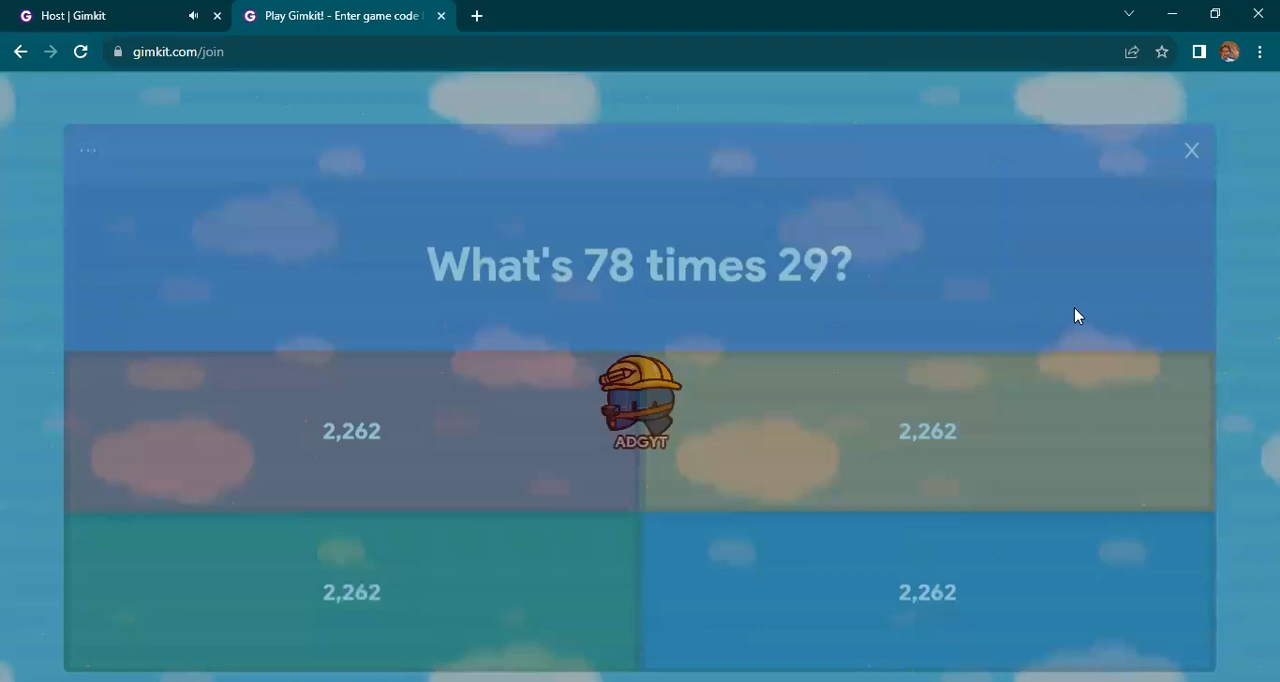 Host | Gimkit
Play Gimkit! - Enter game code
gimkit.com/join
What's 78 times 29?
2,262
2,262
ADGYT
2,262
2,262